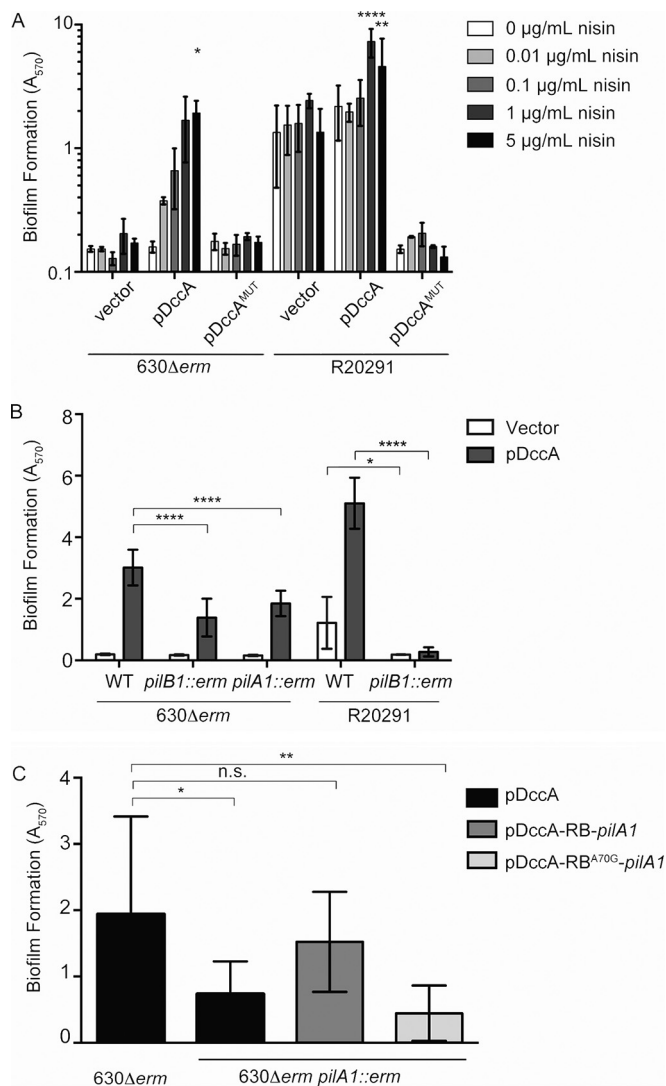 A
Biofilm Formation (A570)
10
1
0.1
*
****
**
0 µg/mL nisin
0.01 µg/mL nisin
0.1 µg/mL nisin
1 µg/mL nisin
5 µg/mL nisin
vector
pDccA
pDccAMUT
vector
pDccA
pDccAMUT
630Δerm
R20291
B
Biofilm Formation (A570)
8
6
4
2
0
****
****
*
****
Vector
pDccA
WT pilB1::erm pilA1::erm WT pilB1::erm
630Δerm
R20291
C
Biofilm Formation (A570)
4
3
2
1
0
**
n.s.
*
pDccA
pDccA-RB-pilA1
pDccA-RBA70G-pilA1
630Δerm
630Δerm pilA1::erm